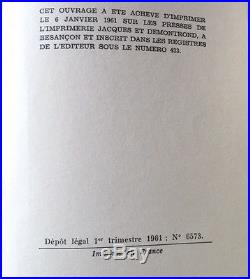 CET OUVRAGE A ETE ACHEVE D'IMPRIMER
LE 6 JANVIER 1961 SUR LES PRESSES DE
L'IMPRIMERIE JACQUES ET DEMONTROND, A
BESANÇON ET INSCRIT DANS LES REGISTRES
DE L'EDITEUR SOUS LE NUMERO 433.
Dépôt légal 1er trimestre 1961 : N° 6573.
France